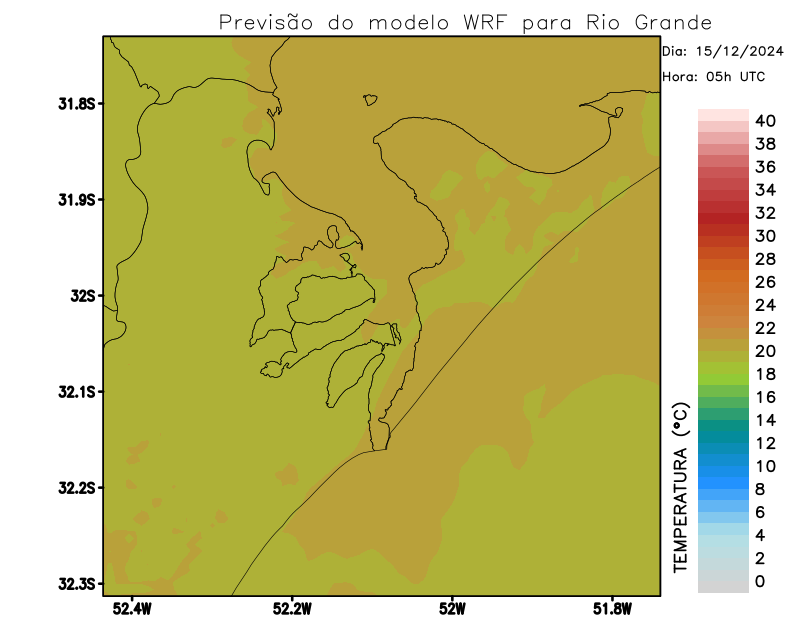 Previsão do modelo WRF para Rio Grande
Dia: 15/12/2024
Hora: 05h UTC
31.8S
31.9S
32S
32.1S
32.2S
32.3S
52.4W
52.2W
52W
51.8W
TEMPERATURA (°C)
40
38
36
34
32
30
28
26
24
22
20
18
16
14
12
10
8
6
4
2
0